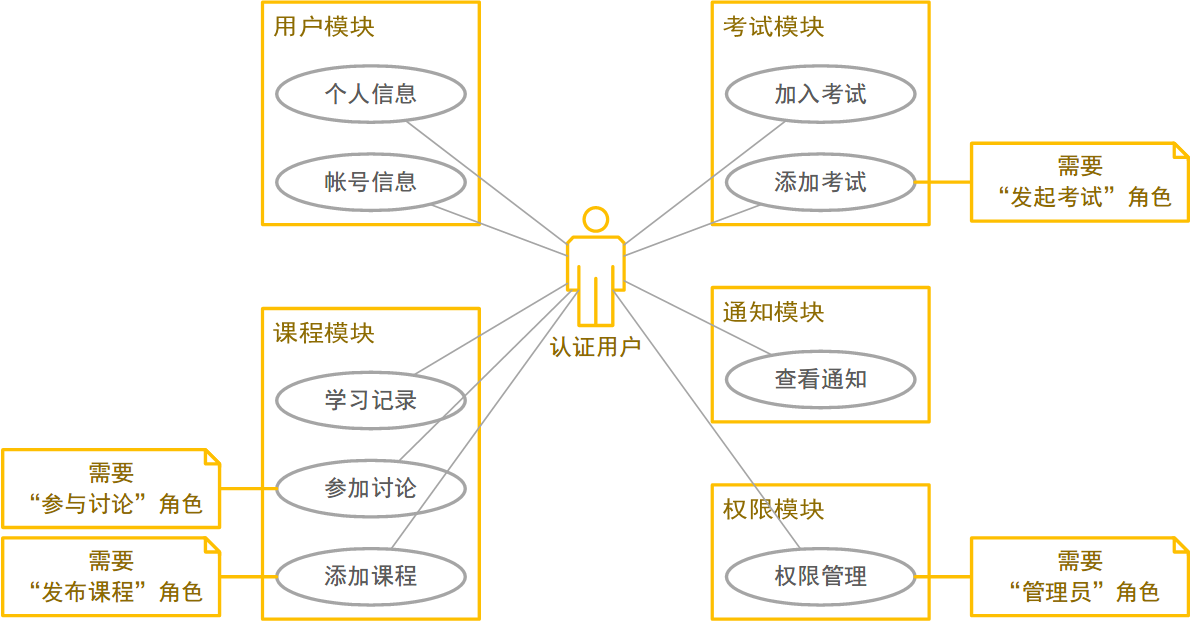 用户模块
个人信息
帐号信息
考试模块
加入考试
添加考试
需要
“发起考试”角色
认证用户
课程模块
学习记录
参加讨论
添加课程
需要
“参与讨论”角色
需要
“发布课程”角色
通知模块
查看通知
权限模块
权限管理
需要
“管理员”角色